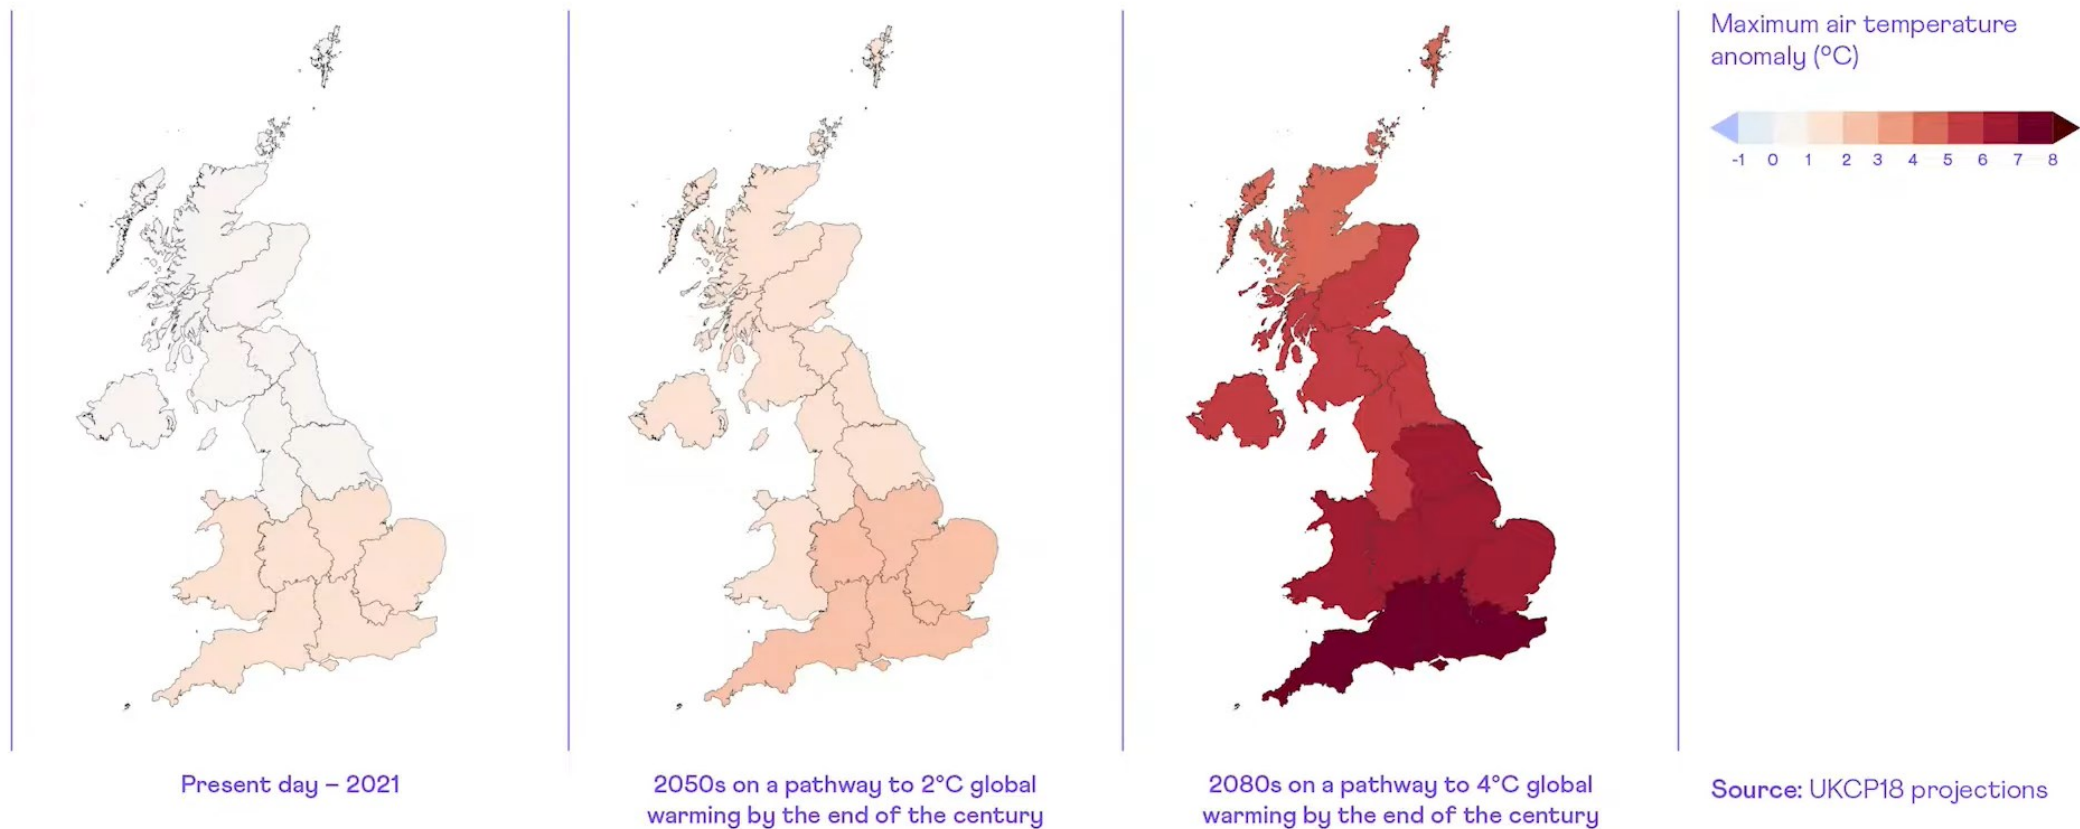 Maximum air temperature
anomaly (°C)
-1 0 1 2 3 4 5 6 7 8
Present day – 2021
2050s on a pathway to 2°C global
warming by the end of the century
2080s on a pathway to 4°C global
warming by the end of the century
Source: UKCP18 projections